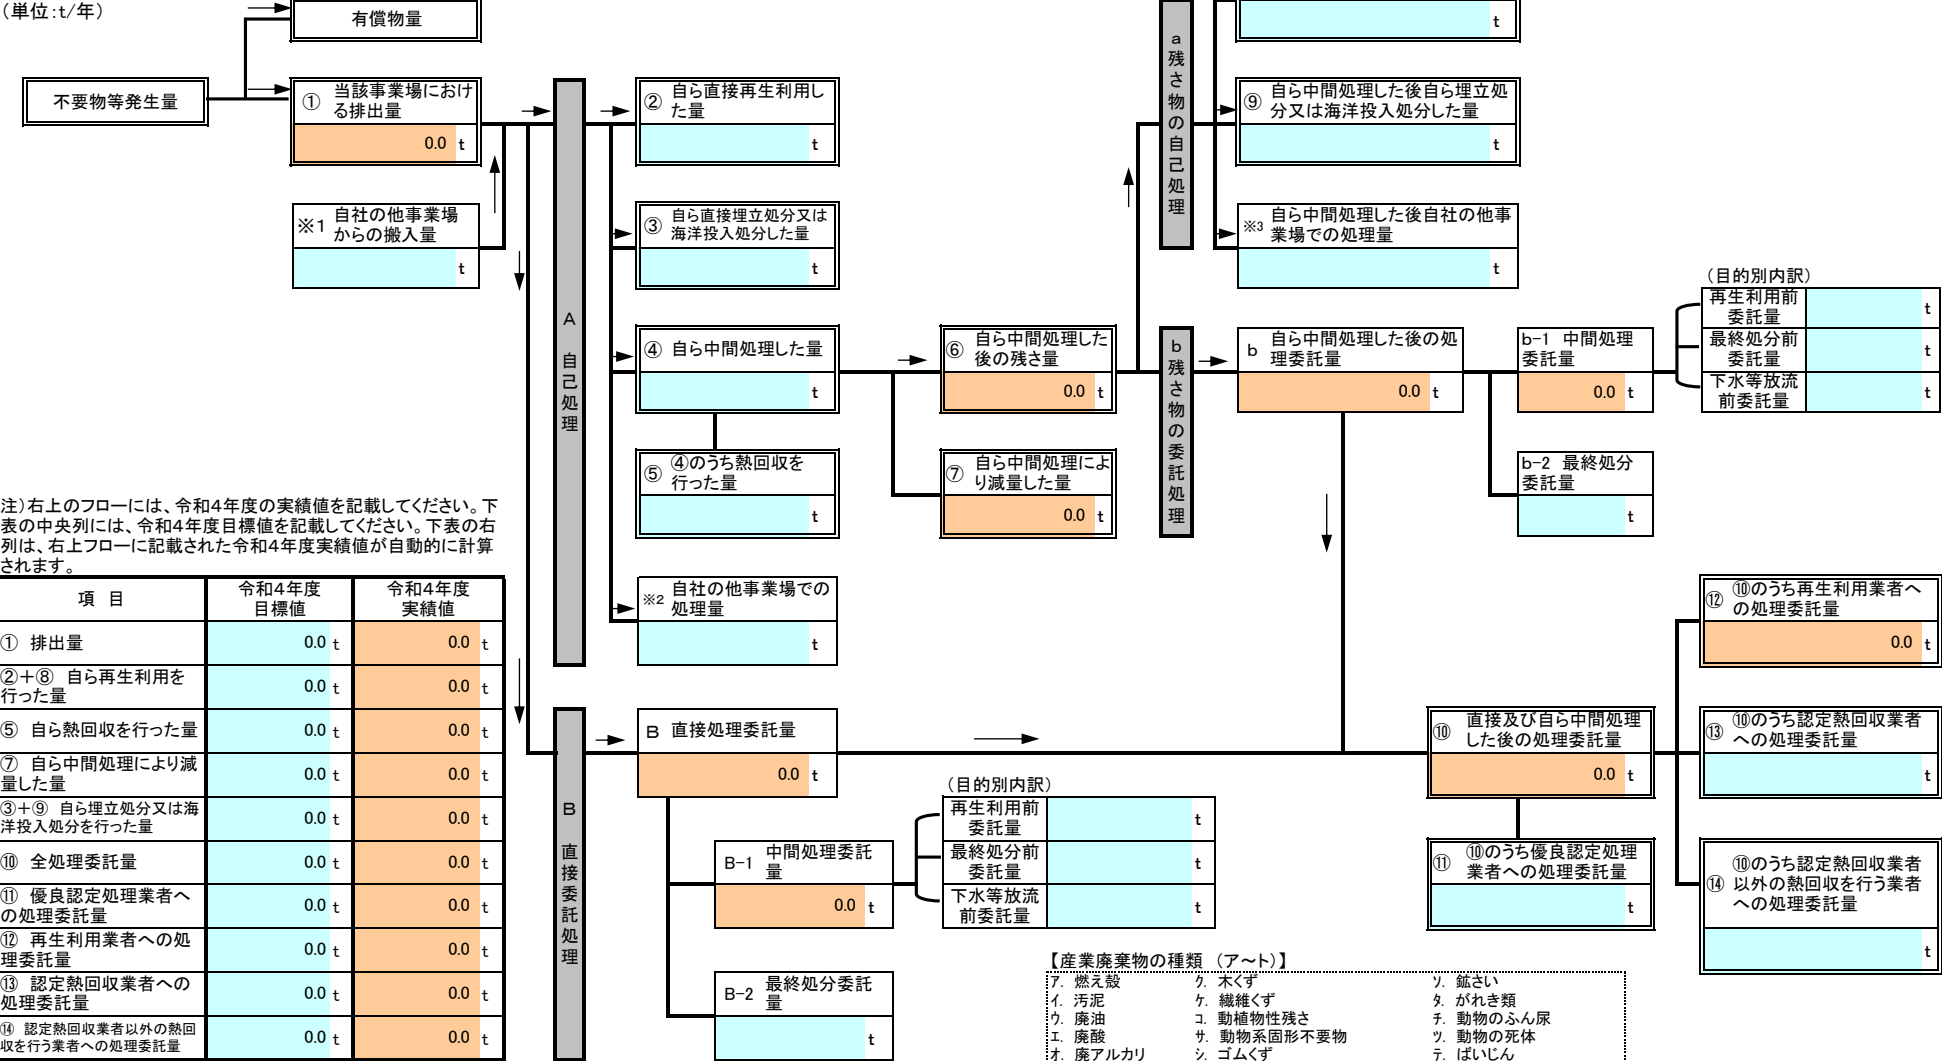 （単位：t/年）
有償物量
不要物等発生量
① 当該事業場におけ
る排出量
0.0 t
※1 自社の他事業場
からの搬入量
t
A 自己処理
② 自ら直接再生利用し
た量
t
③ 自ら直接埋立処分又は
海洋投入処分した量
t
④ 自ら中間処理した量
t
⑤ ④のうち熱回収を
行った量
t
※2 自社の他事業場での
処理量
t
⑥ 自ら中間処理した
後の残さ量
0.0 t
⑦ 自ら中間処理によ
り減量した量
0.0 t
a 残さ物の自己処理
t
⑨ 自ら中間処理した後自ら埋立処
分又は海洋投入処分した量
t
※3 自ら中間処理した後自社の他事
業場での処理量
t
b 残さ物の委託処理
b 自ら中間処理した後の処
理委託量
0.0 t
b-1 中間処理
委託量
0.0 t
b-2 最終処分
委託量
t
（目的別内訳）
再生利用前
委託量
t
最終処分前
委託量
t
下水等放流
前委託量
t
注）右上のフローには、令和4年度の実績値を記載してください。下
表の中央列には、令和4年度目標値を記載してください。下表の右
列は、右上フローに記載された令和4年度実績値が自動的に計算
されます。
項 目 令和4年度 目標値 令和4年度 実績値
① 排出量 0.0 t 0.0 t
②＋⑧ 自ら再生利用を
行った量 0.0 t 0.0 t
⑤ 自ら熱回収を行った量 0.0 t 0.0 t
⑦ 自ら中間処理により減
量した量 0.0 t 0.0 t
③＋⑨ 自ら埋立処分又は海
洋投入処分を行った量 0.0 t 0.0 t
⑩ 全処理委託量 0.0 t 0.0 t
⑪ 優良認定処理業者へ
の処理委託量 0.0 t 0.0 t
⑫ 再生利用業者への処
理委託量 0.0 t 0.0 t
⑬ 認定熱回収業者への
処理委託量 0.0 t 0.0 t
⑭ 認定熱回収業者以外の熱回
収を行う業者への処理委託量 0.0 t 0.0 t
B 直接委託処理
B 直接処理委託量
0.0 t
B-1 中間処理委託
量
0.0 t
B-2 最終処分委託
量
t
（目的別内訳）
再生利用前
委託量
t
最終処分前
委託量
t
下水等放流
前委託量
t
⑩ 直接及び自ら中間処理
した後の処理委託量
0.0 t
⑪ ⑩のうち優良認定処理
業者への処理委託量
t
⑫ ⑩のうち再生利用業者へ
の処理委託量
0.0 t
⑬ ⑩のうち認定熱回収業者
への処理委託量
t
⑭ ⑩のうち認定熱回収業者
以外の熱回収を行う業者
への処理委託量
t
【産業廃棄物の種類 （ア～ト）】
ア. 燃え殻 ク. 木くず ソ. 鉱さい
イ. 汚泥 ケ. 繊維くず タ. がれき類
ウ. 廃油 コ. 動植物性残さ チ. 動物のふん尿
エ. 廃酸 サ. 動物系固形不要物 ツ. 動物の死体
オ. 廃アルカリ シ. ゴムくず テ. ばいじん